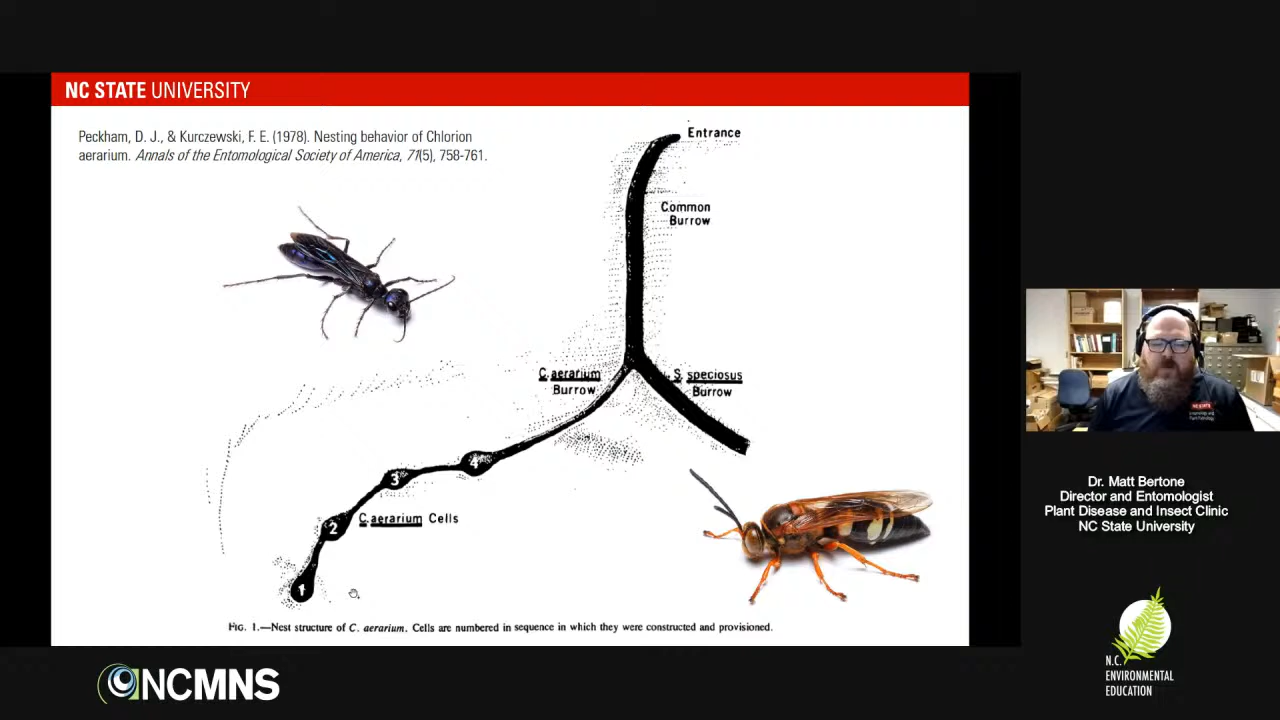 NC STATE UNIVERSITY
Peckham, D. J., & Kurczewski, F. E. (1978). Nesting behavior of Chlorion
aerarium. Annals of the Entomological Society of America, 71(5), 758-761.
Entrance
Common
Burrow
C. aerarium
Burrow
S. speciosus
Burrow
4
3
2
C. aerarium Cells
1
FIG. 1.—Nest structure of C. aerarium. Cells are numbered in sequence in which they were constructed and provisioned.
NC STATE
Dr. Matt Bertone
Director and Entomologist
Plant Disease and Insect Clinic
NC State University
NCMNS
N.C.
ENVIRONMENTAL
EDUCATION